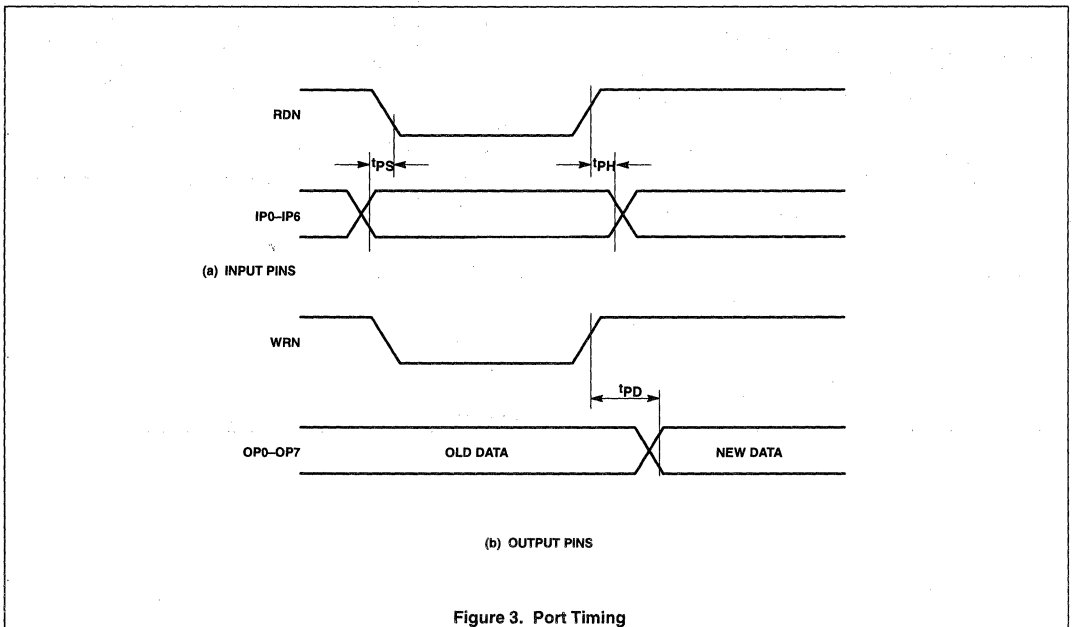 RDN
tPS
tPH
IP0–IP6
(a) INPUT PINS
WRN
tPD
OP0–OP7
OLD DATA
NEW DATA
(b) OUTPUT PINS
Figure 3. Port Timing